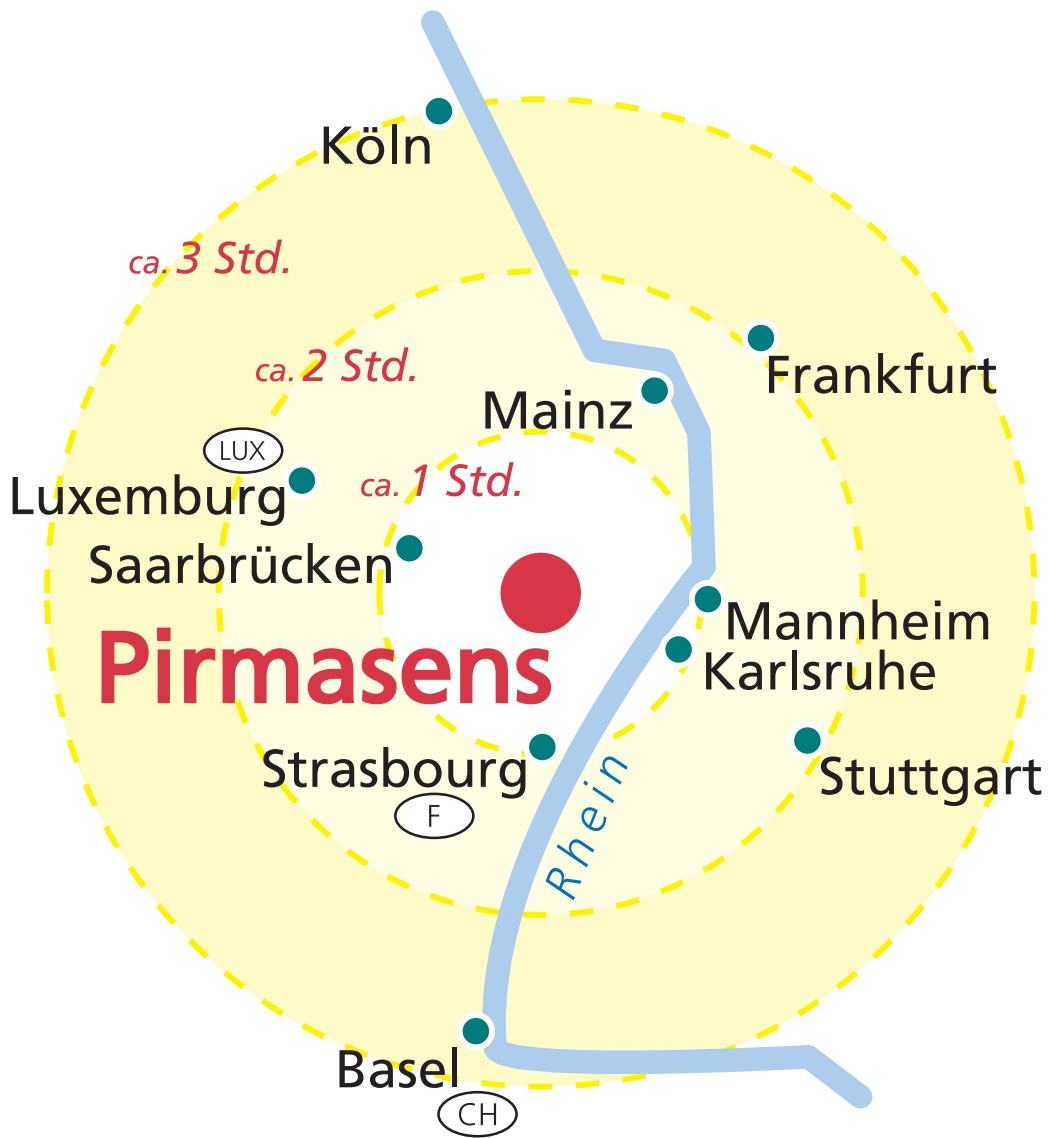 Köln
ca. 3 Std.
ca. 2 Std.
Frankfurt
Mainz
LUX
ca. 1 Std.
Luxemburg
Saarbrücken
Mannheim
Pirmasens
Karlsruhe
Strasbourg
Stuttgart
F
Rhein
Basel
CH